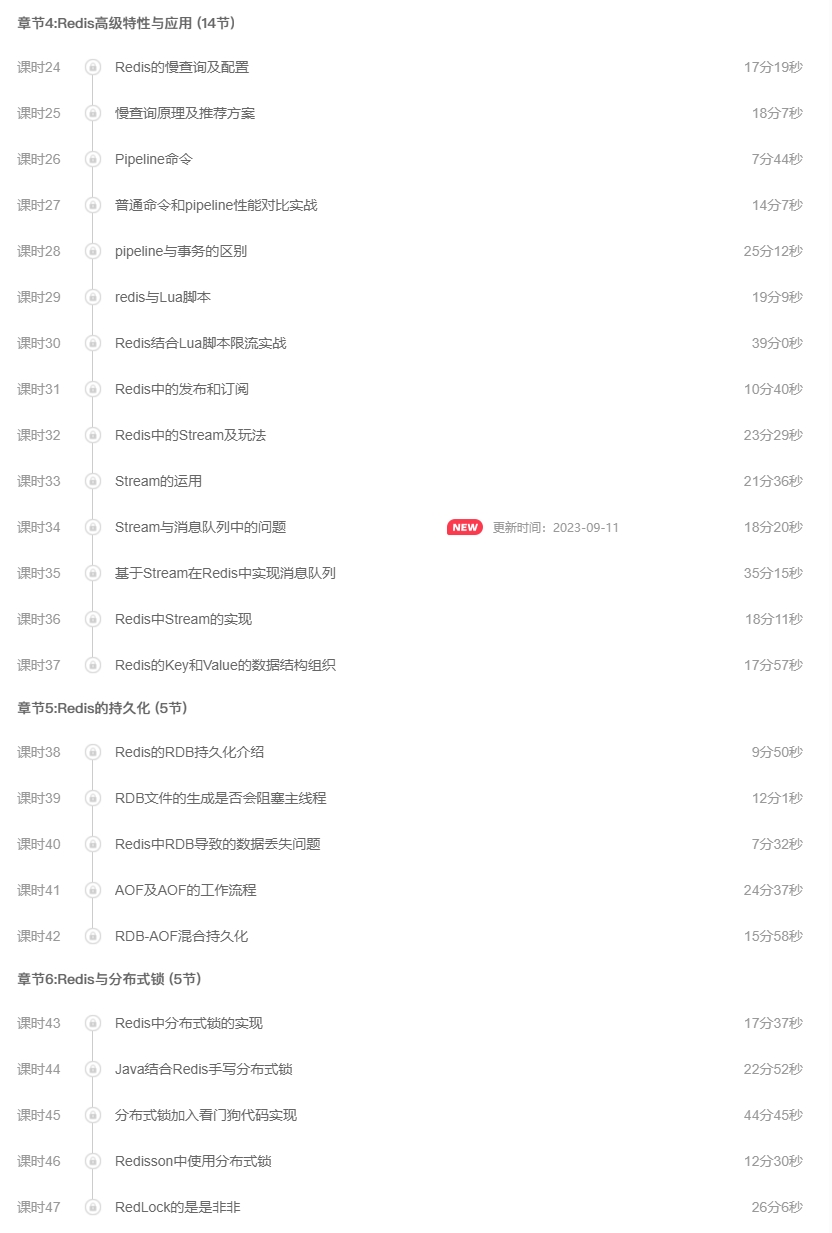 章节4:Redis高级特性与应用 (14节)
课时24 Redis的慢查询及配置 17分19秒
课时25 慢查询原理及推荐方案 18分7秒
课时26 Pipeline命令 7分44秒
课时27 普通命令和pipeline性能对比实战 14分7秒
课时28 pipeline与事务的区别 25分12秒
课时29 redis与Lua脚本 19分9秒
课时30 Redis结合Lua脚本限流实战 39分0秒
课时31 Redis中的发布和订阅 10分40秒
课时32 Redis中的Stream及玩法 23分29秒
课时33 Stream的运用 21分36秒
课时34 Stream与消息队列中的问题 NEW 更新时间：2023-09-11 18分20秒
课时35 基于Stream在Redis中实现消息队列 35分15秒
课时36 Redis中Stream的实现 18分11秒
课时37 Redis的Key和Value的数据结构组织 17分57秒
章节5:Redis的持久化 (5节)
课时38 Redis的RDB持久化介绍 9分50秒
课时39 RDB文件的生成是否会阻塞主线程 12分1秒
课时40 Redis中RDB导致的数据丢失问题 7分32秒
课时41 AOF及AOF的工作流程 24分37秒
课时42 RDB-AOF混合持久化 15分58秒
章节6:Redis与分布式锁 (5节)
课时43 Redis中分布式锁的实现 17分37秒
课时44 Java结合Redis手写分布式锁 22分52秒
课时45 分布式锁加入看门狗代码实现 44分45秒
课时46 Redisson中使用分布式锁 12分30秒
课时47 RedLock的是是非非 26分6秒